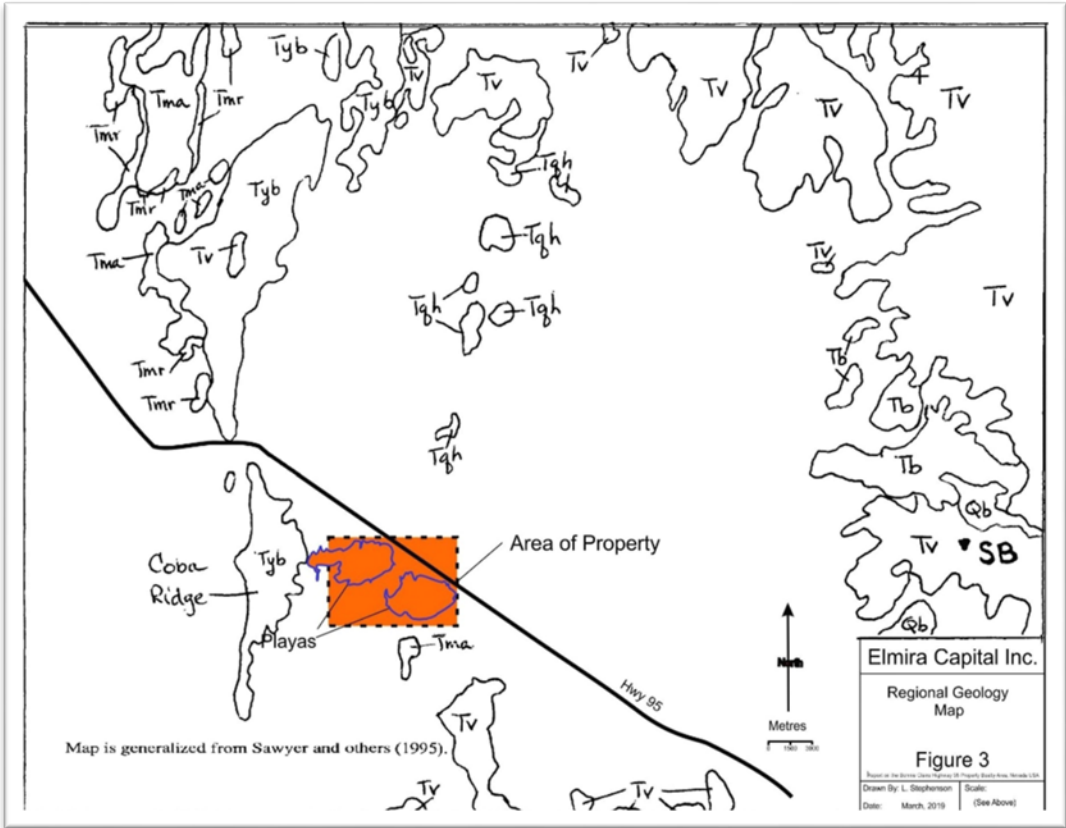 Tyb
Tv
Tma
Tmr
Tv
Tyb
Tv
Tv
Tv
Tv
Tmr
Tqh
Tma
Tmr
Tyb
Tqh
Tma
Tv
Tv
Tv
Tqh
Tqh
Tmr
Tb
Tmr
Tb
Tqh
Tb
Qb
Coba
Ridge
Tyb
Area of Property
Tv
SB
Playas
Tma
Qb
North
Hwy 95
Metres
0 1500 3000
Tv
Map is generalized from Sawyer and others (1995).
Tv
Tv
Elmira Capital Inc.
Regional Geology
Map
Figure 3
Drawn By: L. Stephenson
Scale:
(See Above)
Date: March, 2019